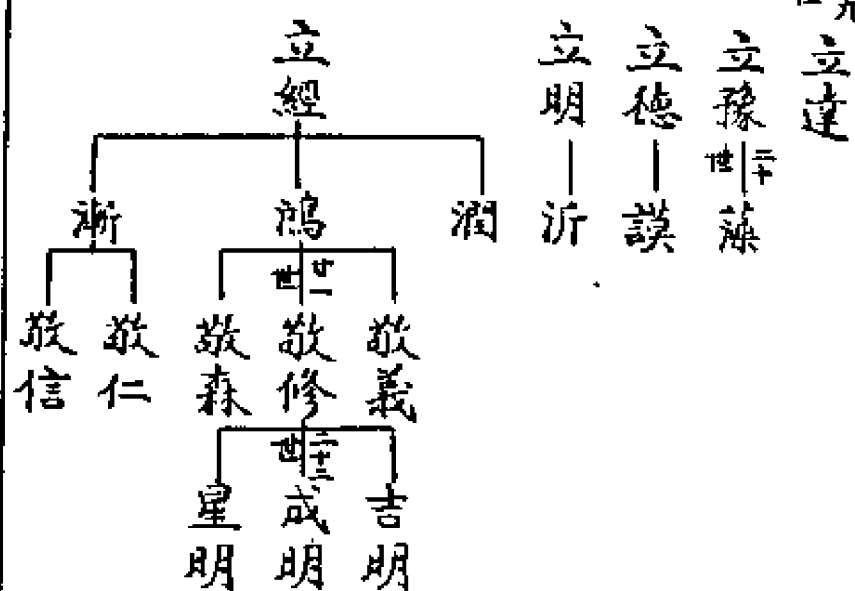 立達
立豫
二十世
藻
立德
謨
立明
沂
立經
潤
鴻
漸
廿一世
敬義
敬修
敬森
敬仁
敬信
二十二世
吉明
成明
星明